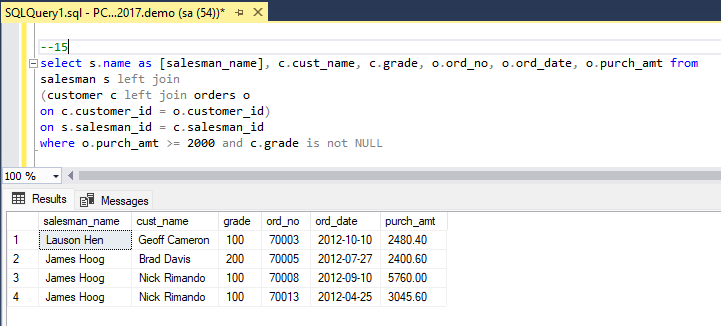 SQLQuery1.sql - PC...2017.demo (sa (54))*
--15
select s.name as [salesman_name], c.cust_name, c.grade, o.ord_no, o.ord_date, o.purch_amt from
salesman s left join
(customer c left join orders o
on c.customer_id = o.customer_id)
on s.salesman_id = c.salesman_id
where o.purch_amt >= 2000 and c.grade is not NULL
100 %
Results Messages
salesman_name cust_name grade ord_no ord_date purch_amt
1 Lauson Hen Geoff Cameron 100 70003 2012-10-10 2480.40
2 James Hoog Brad Davis 200 70005 2012-07-27 2400.60
3 James Hoog Nick Rimando 100 70008 2012-09-10 5760.00
4 James Hoog Nick Rimando 100 70013 2012-04-25 3045.60